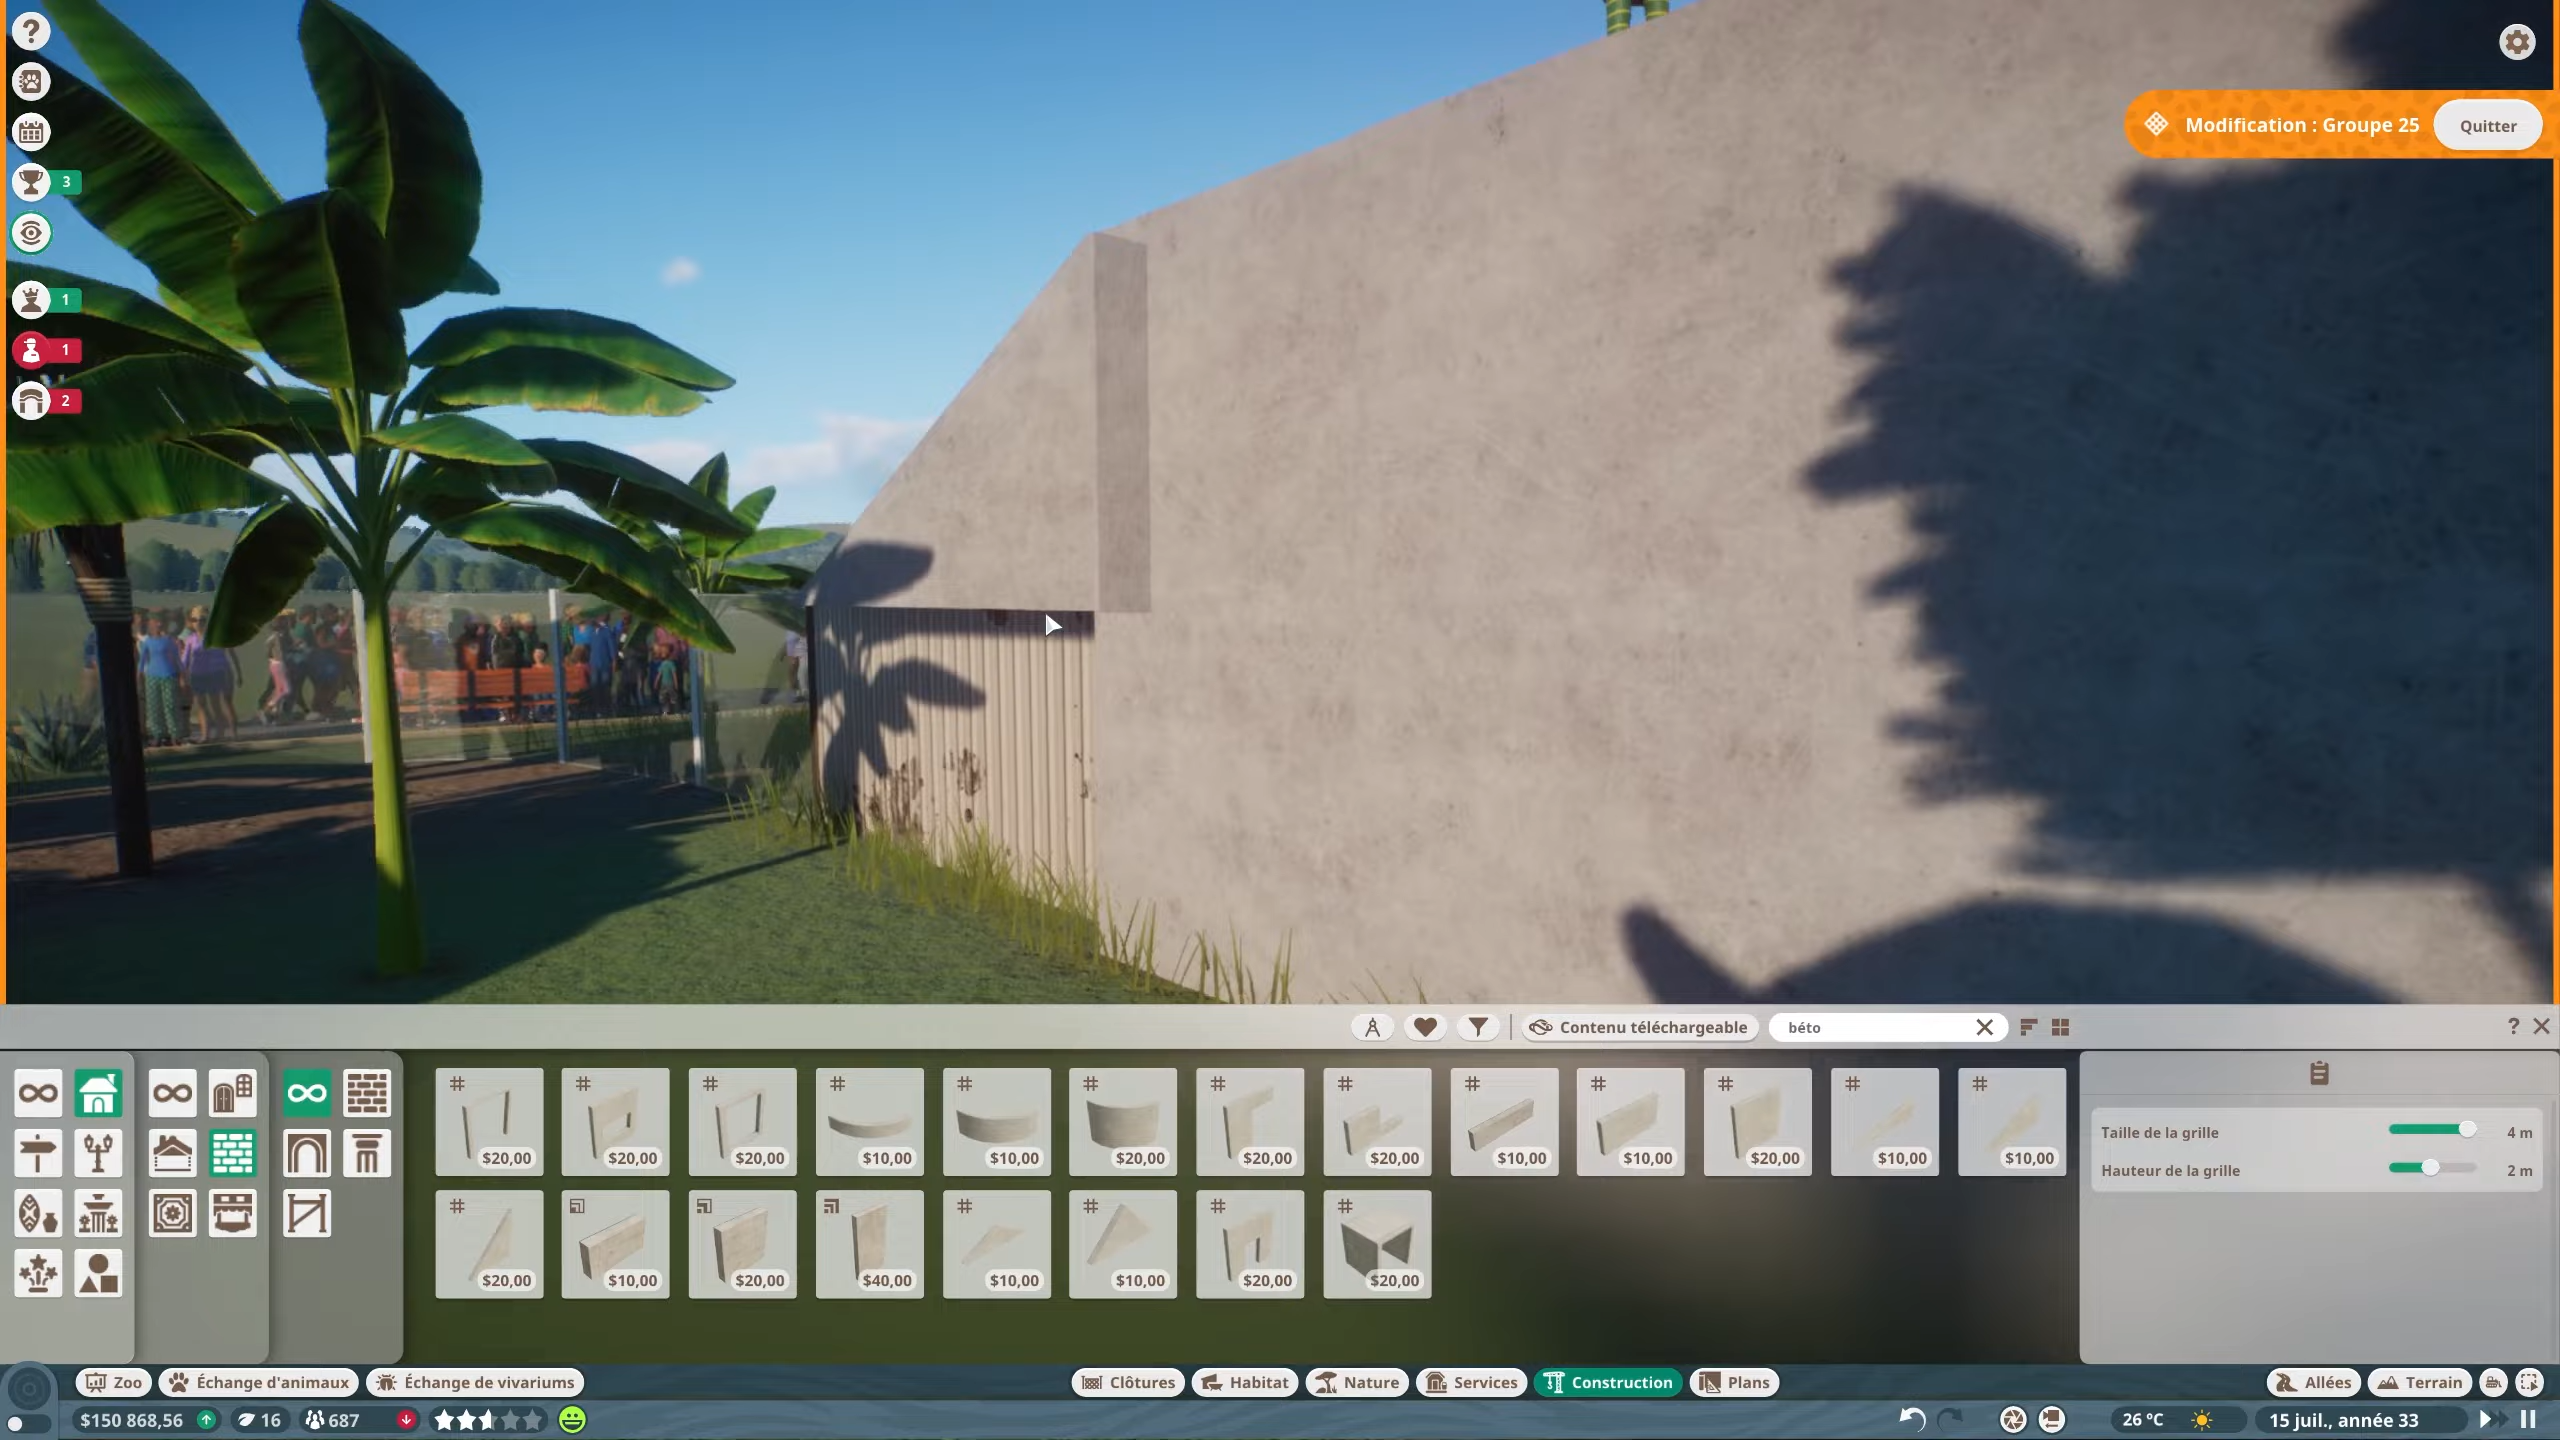 ?
Modification : Groupe 25
Quitter
3
1
1
2
Contenu téléchargeable
béto
?
$20,00
$20,00
$20,00
$10,00
$10,00
$20,00
$20,00
$20,00
$10,00
$10,00
$20,00
$10,00
$10,00
$20,00
$10,00
$20,00
$40,00
$10,00
$10,00
$20,00
$20,00
Taille de la grille
4 m
Hauteur de la grille
2 m
Zoo
Échange d'animaux
Échange de vivariums
Clôtures
Habitat
Nature
Services
Construction
Plans
Allées
Terrain
$150 868,56
16
687
26 °C
15 juil., année 33